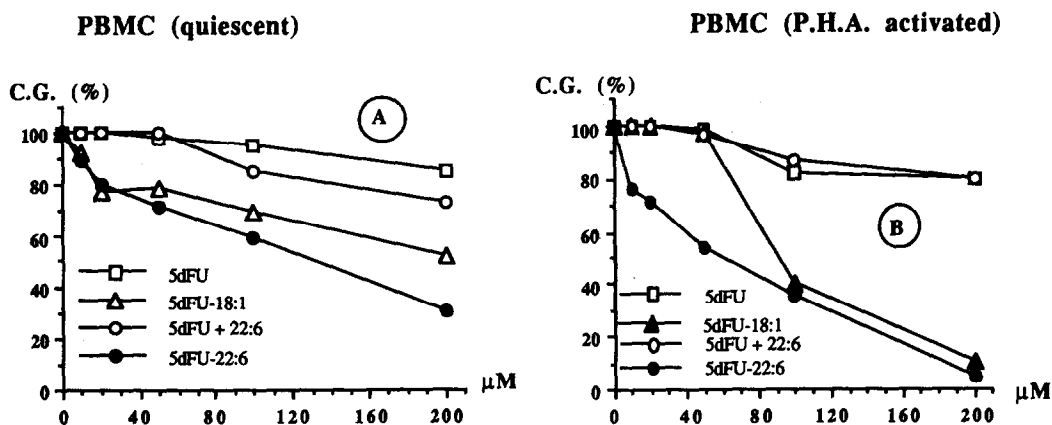 PBMC (quiescent)
PBMC (P.H.A. activated)
C.G. (%)
A
100
80
60
40
20
0
5dFU
5dFU-18:1
5dFU + 22:6
5dFU-22:6
0 40 80 120 160 200
μM
C.G. (%)
B
100
80
60
40
20
0
5dFU
5dFU-18:1
5dFU + 22:6
5dFU-22:6
0 40 80 120 160 200
μM